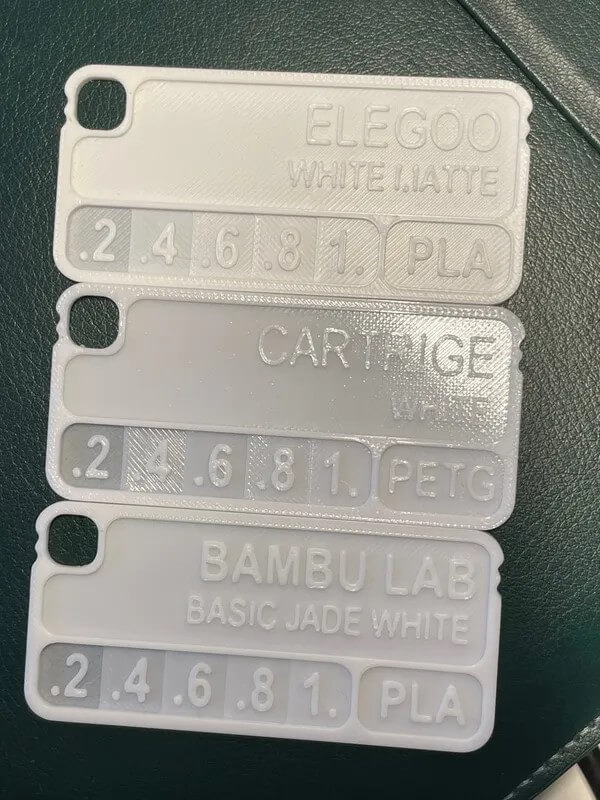 ELEGOO
WHITE MATTE
.2 .4 .6 .8 1. PLA
CARTRIGE
WHITE
.2 .4 .6 .8 1. PETG
BAMBU LAB
BASIC JADE WHITE
.2 .4 .6 .8 1. PLA